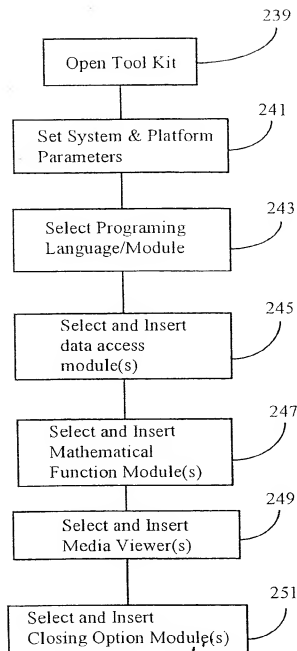 239
Open Tool Kit
241
Set System & Platform
Parameters
243
Select Programing
Language/Module
245
Select and Insert
data access
module(s)
247
Select and Insert
Mathematical
Function Module(s)
249
Select and Insert
Media Viewer(s)
251
Select and Insert
Closing Option Module(s)